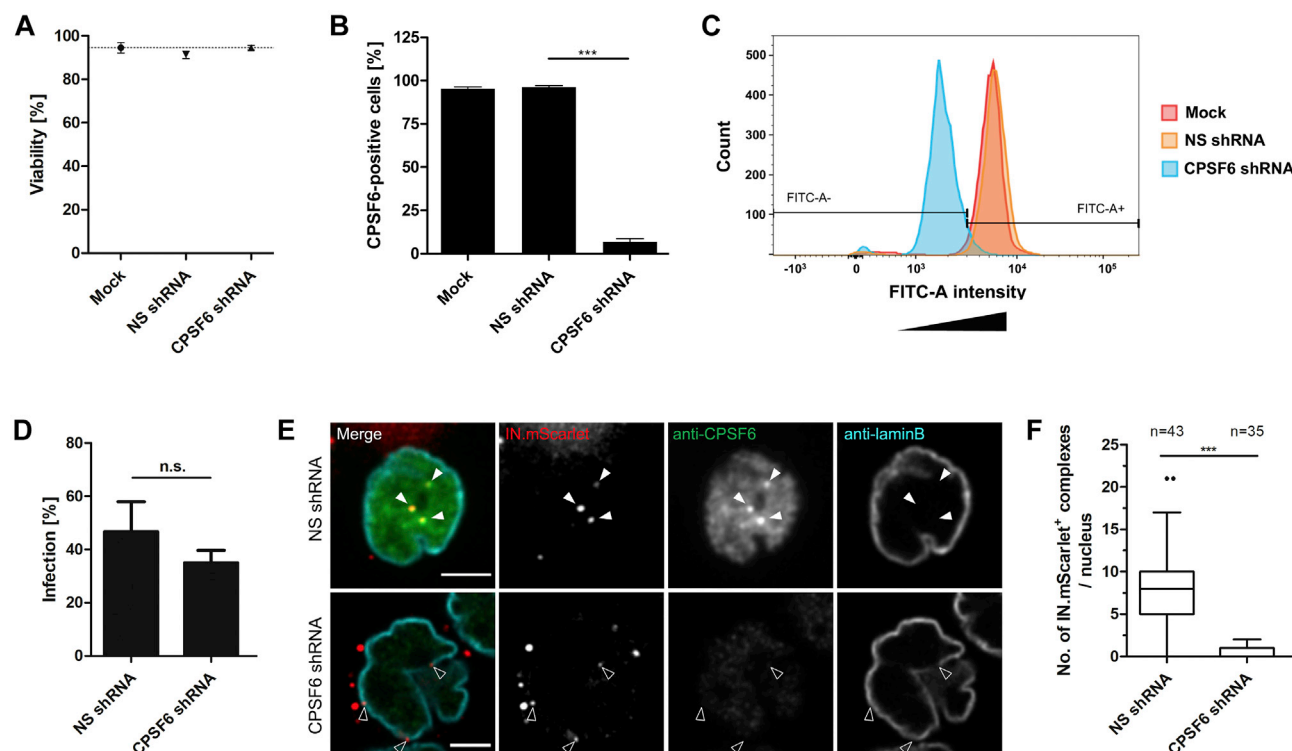 A
Viability [%]
100
80
60
40
20
0
Mock
NS shRNA
CPSF6 shRNA
B
CPSF6-positive cells [%]
125
100
75
50
25
0
***
Mock
NS shRNA
CPSF6 shRNA
C
Count
500
400
300
200
100
0
FITC-A-
FITC-A+
-10³
0
10³
10⁴
10⁵
FITC-A intensity
Mock
NS shRNA
CPSF6 shRNA
D
Infection [%]
80
60
40
20
0
n.s.
NS shRNA
CPSF6 shRNA
E
Merge
IN.mScarlet
anti-CPSF6
anti-laminB
NS shRNA
CPSF6 shRNA
F
No. of IN.mScarlet⁺ complexes
/ nucleus
n=43
n=35
***
25
20
15
10
5
0
NS shRNA
CPSF6 shRNA